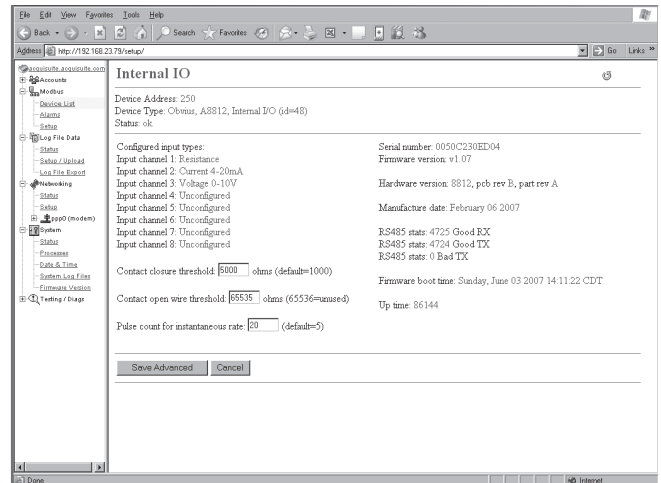 File Edit View Favorites Tools Help
Back Search Favorites
Address http://192.168.23.79/setup/ Go Links »
acquisuite.acquisuite.com
Accounts
Modbus
Device List
Alarms
Setup
Log File Data
Status
Setup / Upload
Log File Export
Networking
Status
Setup
ppp0 (modem)
System
Status
Processes
Date & Time
System Log Files
Firmware Version
Testing / Diags
Internal IO
Device Address: 250
Device Type: Obvius, A8812, Internal I/O (id=48)
Status: ok
Configured input types:
Input channel 1: Resistance
Input channel 2: Current 4-20mA
Input channel 3: Voltage 0-10V
Input channel 4: Unconfigured
Input channel 5: Unconfigured
Input channel 6: Unconfigured
Input channel 7: Unconfigured
Input channel 8: Unconfigured
Contact closure threshold: 5000 ohms (default=1000)
Contact open wire threshold: 65535 ohms (65536=unused)
Pulse count for instantaneous rate: 20 (default=5)
Serial number: 0050C230ED04
Firmware version: v1.07
Hardware version: 8812, pcb rev B, part rev A
Manufacture date: February 06 2007
RS485 stats: 4725 Good RX
RS485 stats: 4724 Good TX
RS485 stats: 0 Bad TX
Firmware boot time: Sunday, June 03 2007 14:11:22 CDT
Up time: 86144
Save Advanced Cancel
Done Internet